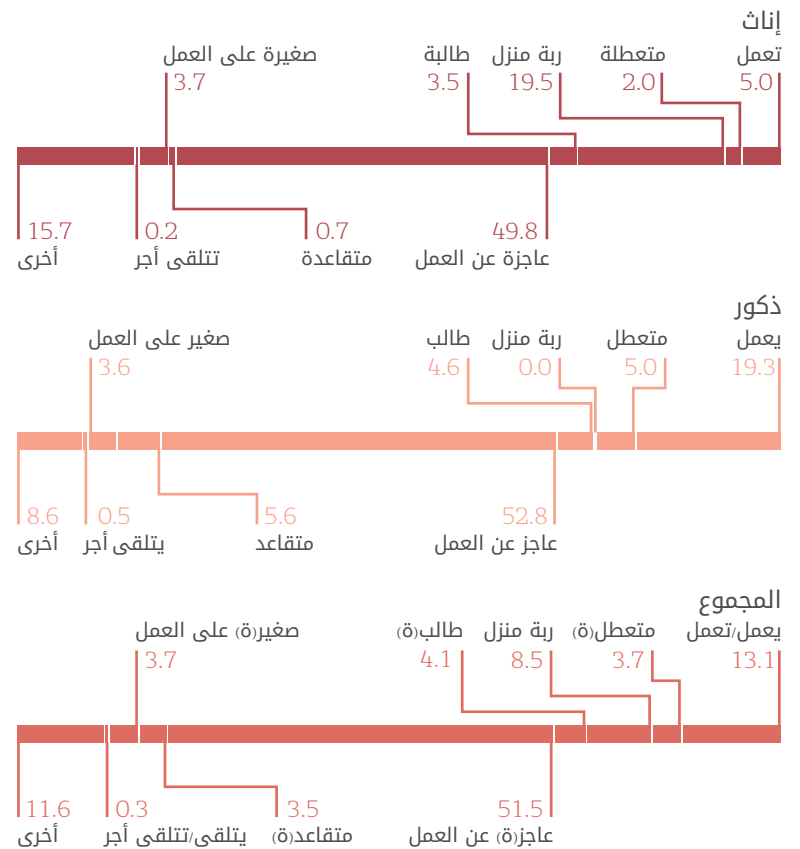 إناث
تعمل متعطلة ربة منزل طالبة صغيرة على العمل
5.0 2.0 19.5 3.5 3.7
49.8 0.7 0.2 15.7
عاجزة عن العمل متقاعدة تتلقى أجر أخرى
ذكور
يعمل متعطل ربة منزل طالب صغير على العمل
19.3 5.0 0.0 4.6 3.6
52.8 5.6 0.5 8.6
عاجز عن العمل متقاعد يتلقى أجر أخرى
المجموع
يعمل/تعمل متعطل(ة) ربة منزل طالب(ة) صغير(ة) على العمل
13.1 3.7 8.5 4.1 3.7
51.5 3.5 0.3 11.6
عاجز(ة) عن العمل متقاعد(ة) يتلقى/تتلقى أجر أخرى